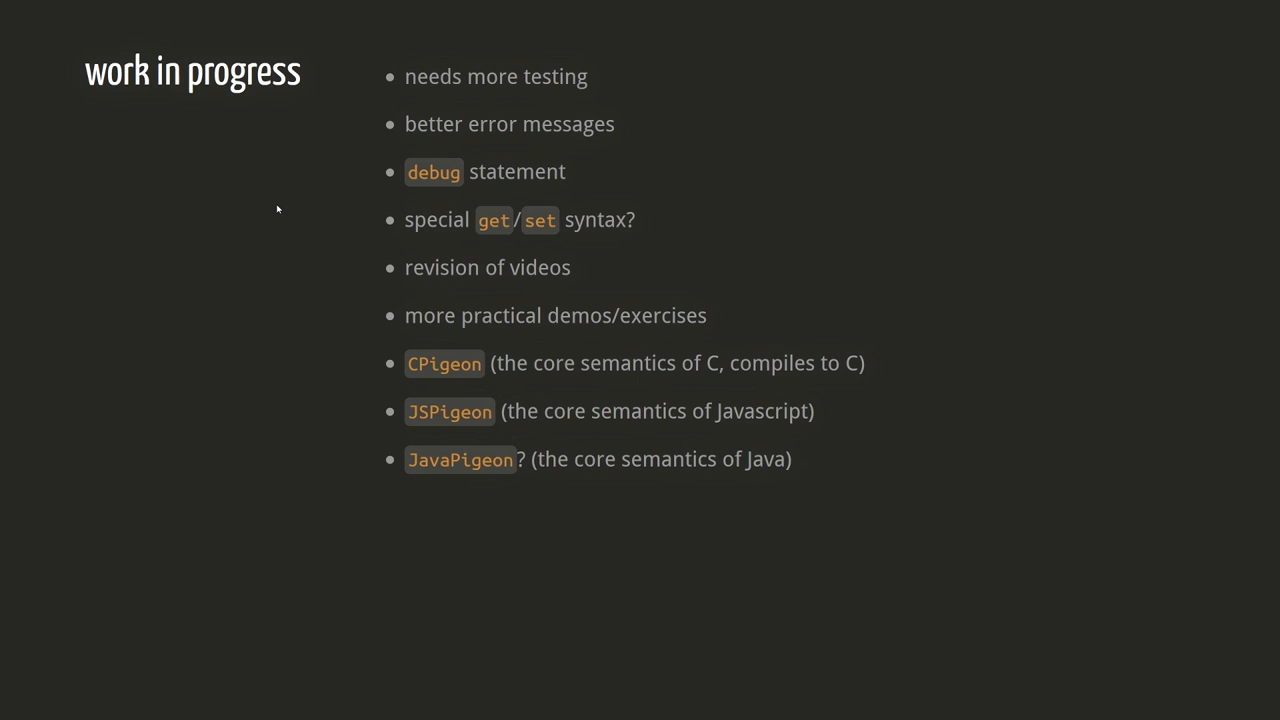 work in progress
needs more testing
better error messages
debug statement
special get/set syntax?
revision of videos
more practical demos/exercises
CPigeon (the core semantics of C, compiles to C)
JSPigeon (the core semantics of Javascript)
JavaPigeon? (the core semantics of Java)